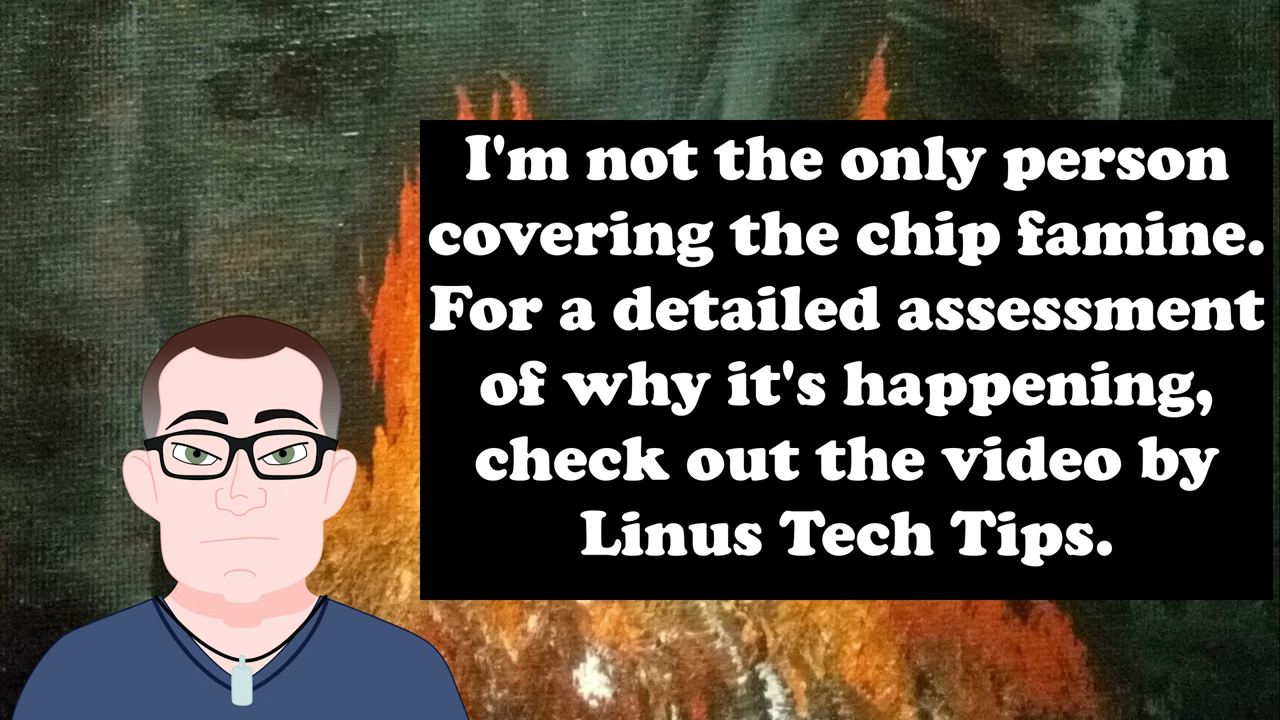 I'm not the only person
covering the chip famine.
For a detailed assessment
of why it's happening,
check out the video by
Linus Tech Tips.